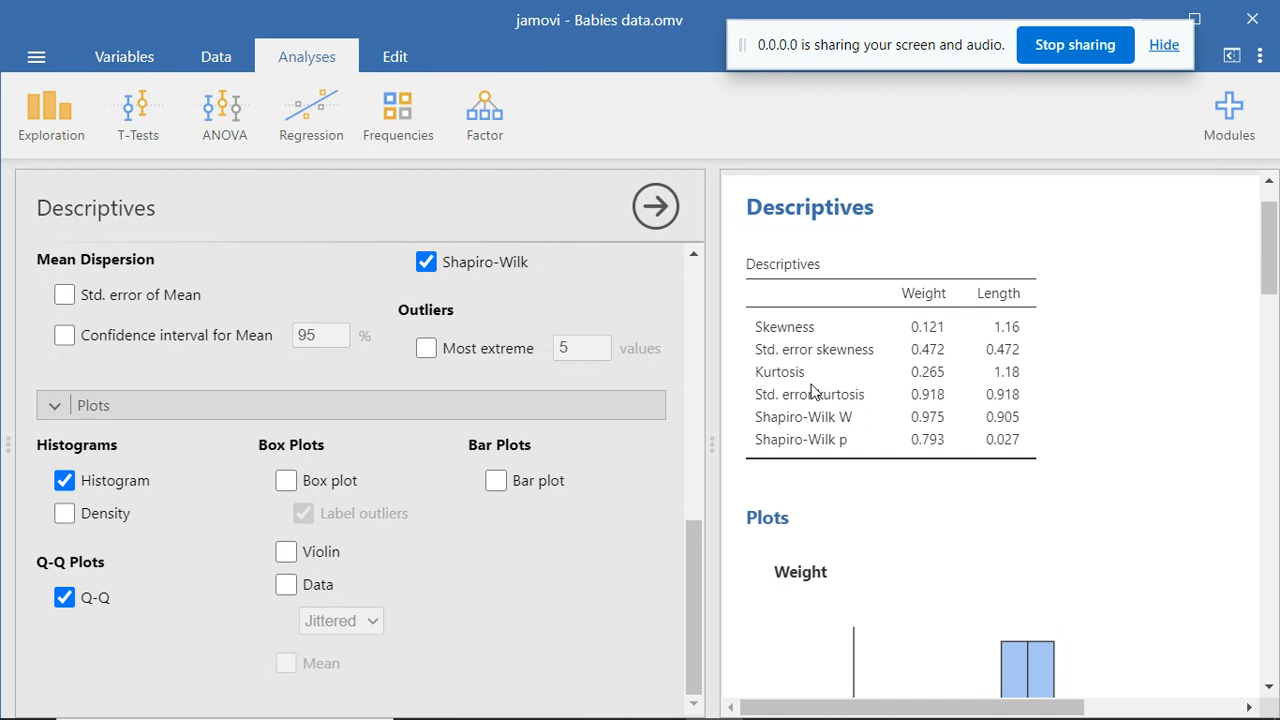 jamovi - Babies data.omv
0.0.0.0 is sharing your screen and audio. Stop sharing Hide
Variables Data Analyses Edit
Exploration T-Tests ANOVA Regression Frequencies Factor Modules
Descriptives
Mean Dispersion
Std. error of Mean
Confidence interval for Mean 95 %
Shapiro-Wilk
Outliers
Most extreme 5 values
Plots
Histograms
Histogram
Density
Q-Q Plots
Q-Q
Box Plots
Box plot
Label outliers
Violin
Data
Jittered
Mean
Bar Plots
Bar plot
Descriptives
Descriptives
Weight Length
Skewness 0.121 1.16
Std. error skewness 0.472 0.472
Kurtosis 0.265 1.18
Std. error kurtosis 0.918 0.918
Shapiro-Wilk W 0.975 0.905
Shapiro-Wilk p 0.793 0.027
Plots
Weight